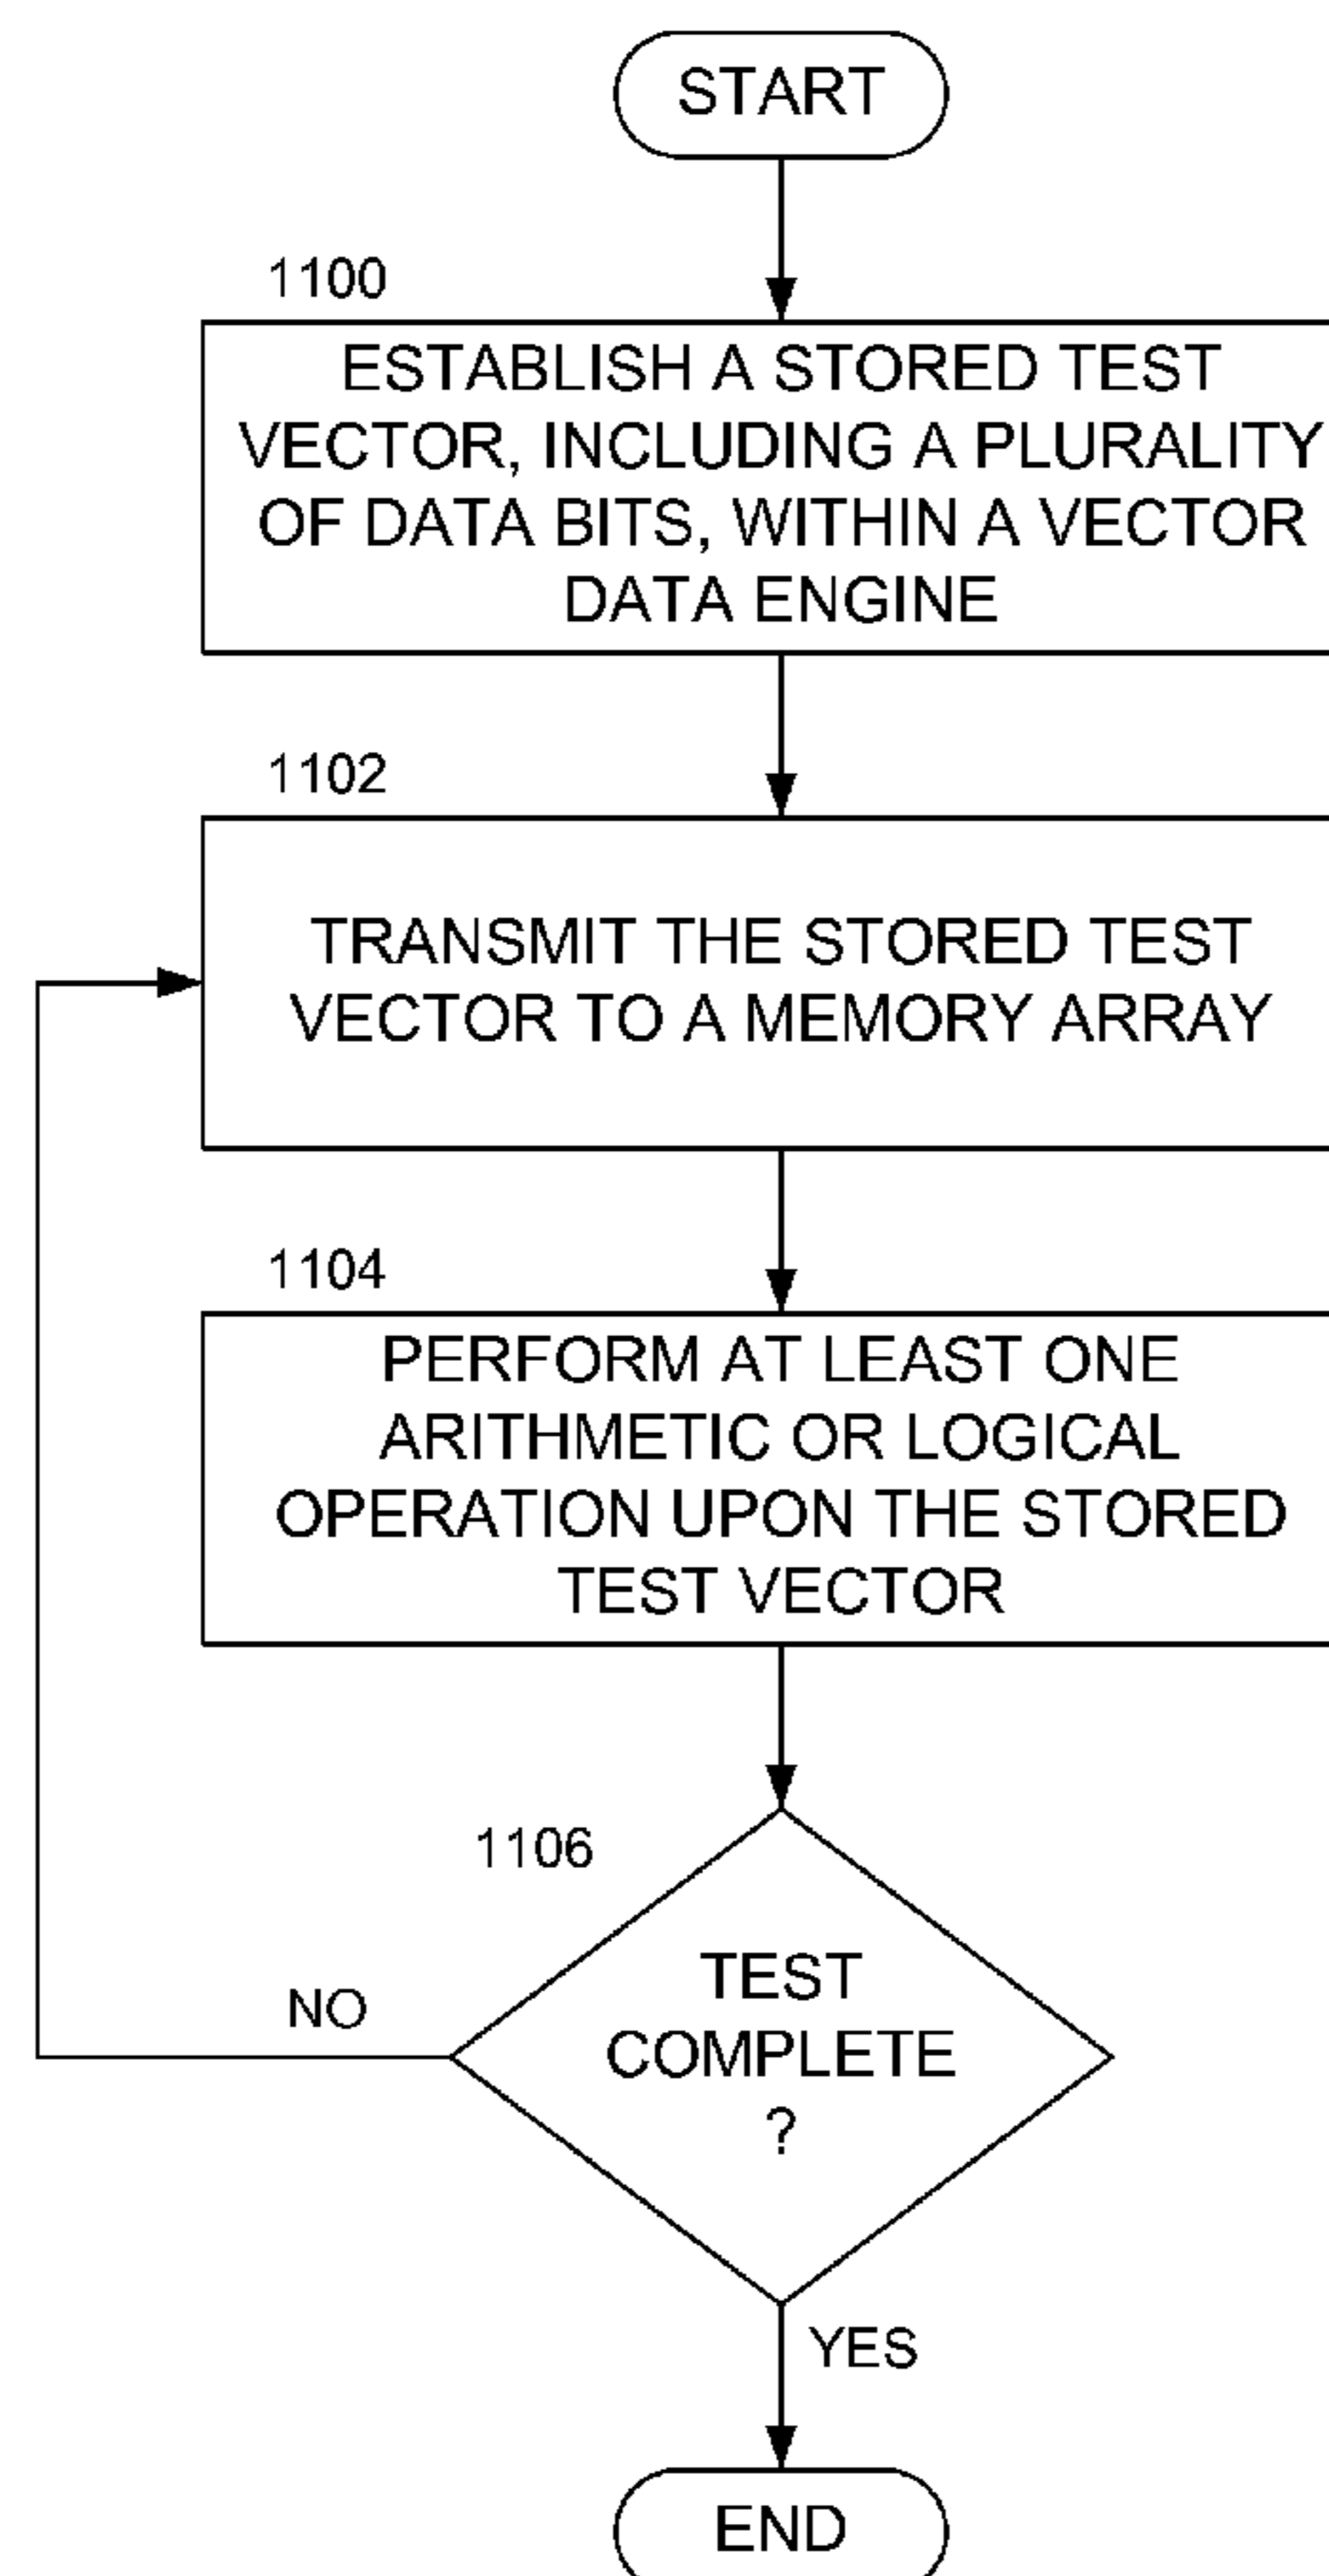 START
1100
ESTABLISH A STORED TEST
VECTOR, INCLUDING A PLURALITY
OF DATA BITS, WITHIN A VECTOR
DATA ENGINE
1102
TRANSMIT THE STORED TEST
VECTOR TO A MEMORY ARRAY
1104
PERFORM AT LEAST ONE
ARITHMETIC OR LOGICAL
OPERATION UPON THE STORED
TEST VECTOR
1106
TEST
COMPLETE
?
NO
YES
END